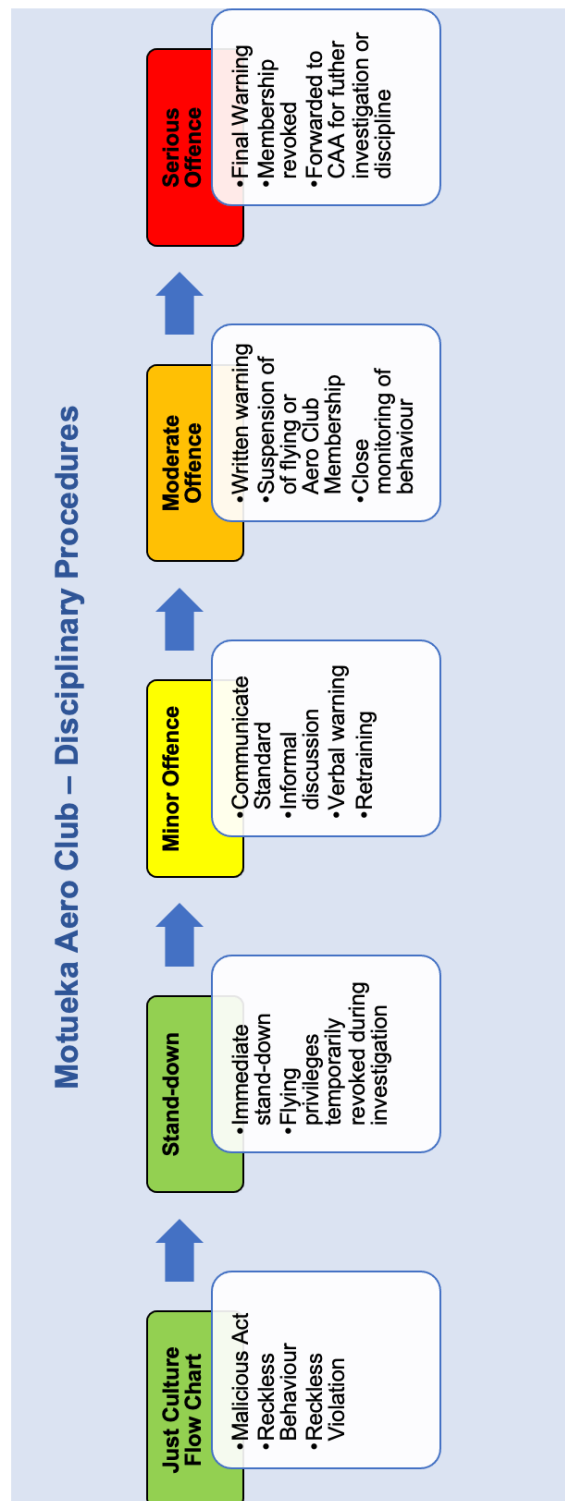 Motueka Aero Club – Disciplinary Procedures
Just Culture
Flow Chart
•Malicious Act
•Reckless
Behaviour
•Reckless
Violation
Stand-down
•Immediate
stand-down
•Flying
privileges
temporarily
revoked during
investigation
Minor Offence
•Communicate
Standard
•Informal
discussion
•Verbal warning
•Retraining
Moderate
Offence
•Written warning
•Suspension of
of flying or
Aero Club
Membership
•Close
monitoring of
behaviour
Serious
Offence
•Final Warning
•Membership
revoked
•Forwarded to
CAA for futher
investigation or
discipline